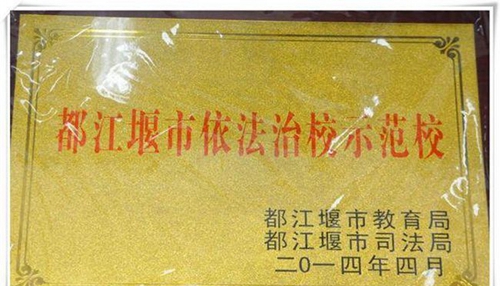 都江堰市依法治校示范校
都江堰市教育局
都江堰市司法局
二0一四年四月